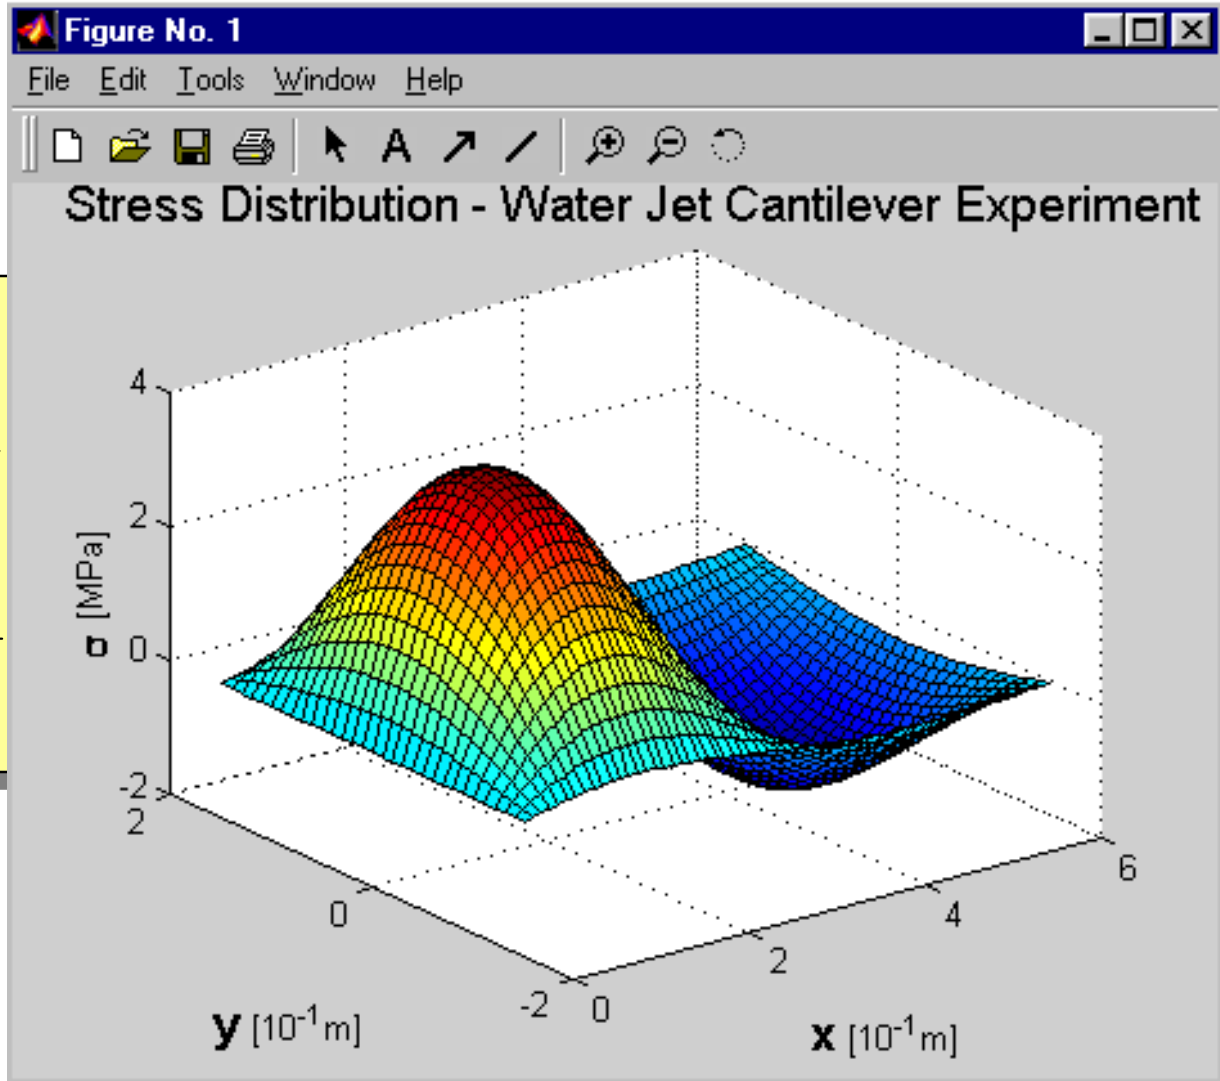 Figure No. 1
File Edit Tools Window Help
A
Stress Distribution - Water Jet Cantilever Experiment
4
2
0
-2
σ [MPa]
2
0
-2
y [10⁻¹m]
0
2
4
6
x [10⁻¹m]